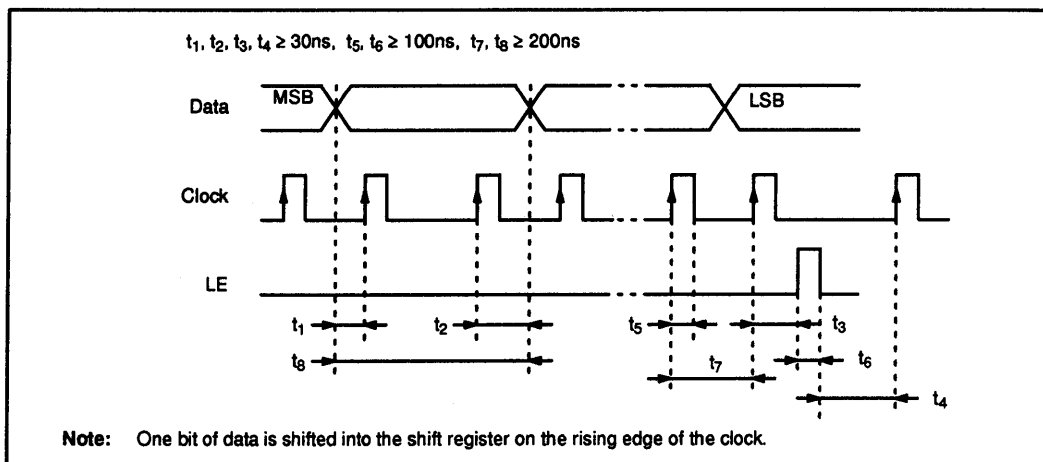 t1, t2, t3, t4 ≥ 30ns, t5, t6 ≥ 100ns, t7, t8 ≥ 200ns
Data
MSB
LSB
Clock
LE
t1
t2
t5
t3
t8
t7
t6
t4
Note: One bit of data is shifted into the shift register on the rising edge of the clock.